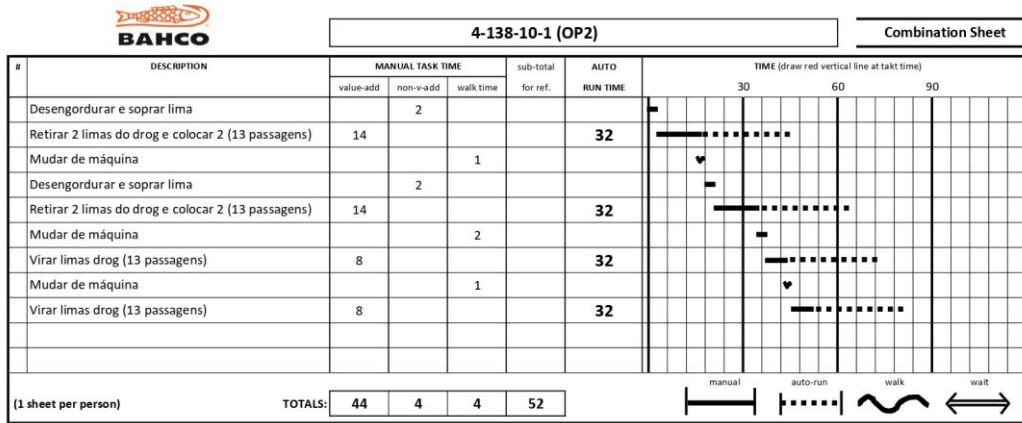 BAHCO
4-138-10-1 (OP2)
Combination Sheet
# DESCRIPTION MANUAL TASK TIME sub-total AUTO TIME (draw red vertical line at takt time)
value-add non-v-add walk time for ref. RUN TIME 30 60 90
Desengordurar e soprar lima 2
Retirar 2 limas do drog e colocar 2 (13 passagens) 14 32
Mudar de máquina 1
Desengordurar e soprar lima 2
Retirar 2 limas do drog e colocar 2 (13 passagens) 14 32
Mudar de máquina 2
Virar limas drog (13 passagens) 8 32
Mudar de máquina 1
Virar limas drog (13 passagens) 8 32
manual auto-run walk wait
(1 sheet per person) TOTALS: 44 4 4 52